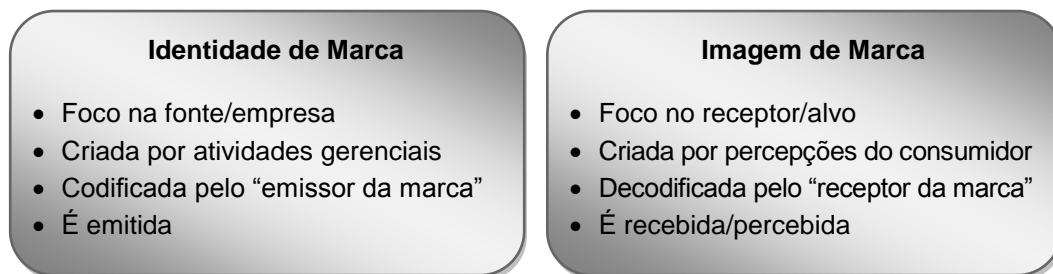 Identidade de Marca
• Foco na fonte/empresa
• Criada por atividades gerenciais
• Codificada pelo “emissor da marca”
• É emitida
Imagem de Marca
• Foco no receptor/alvo
• Criada por percepções do consumidor
• Decodificada pelo “receptor da marca”
• É recebida/percebida